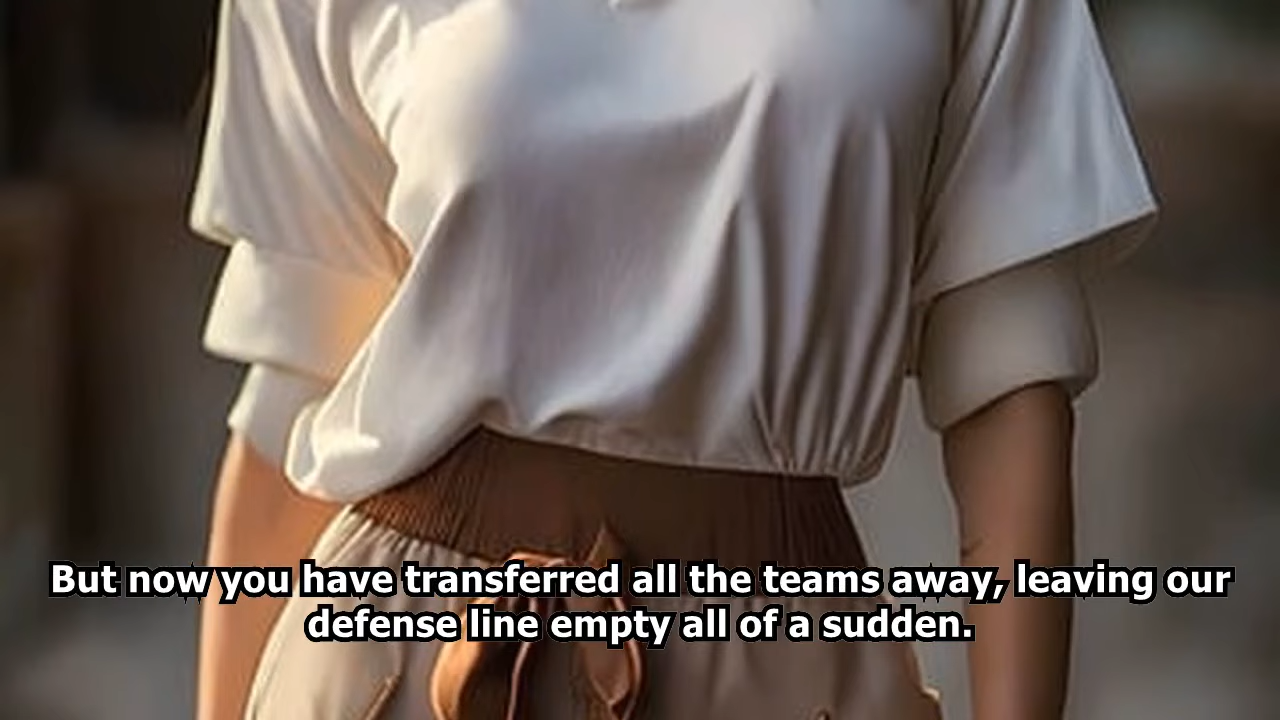 But now you have transferred all the teams away, leaving our
defense line empty all of a sudden.